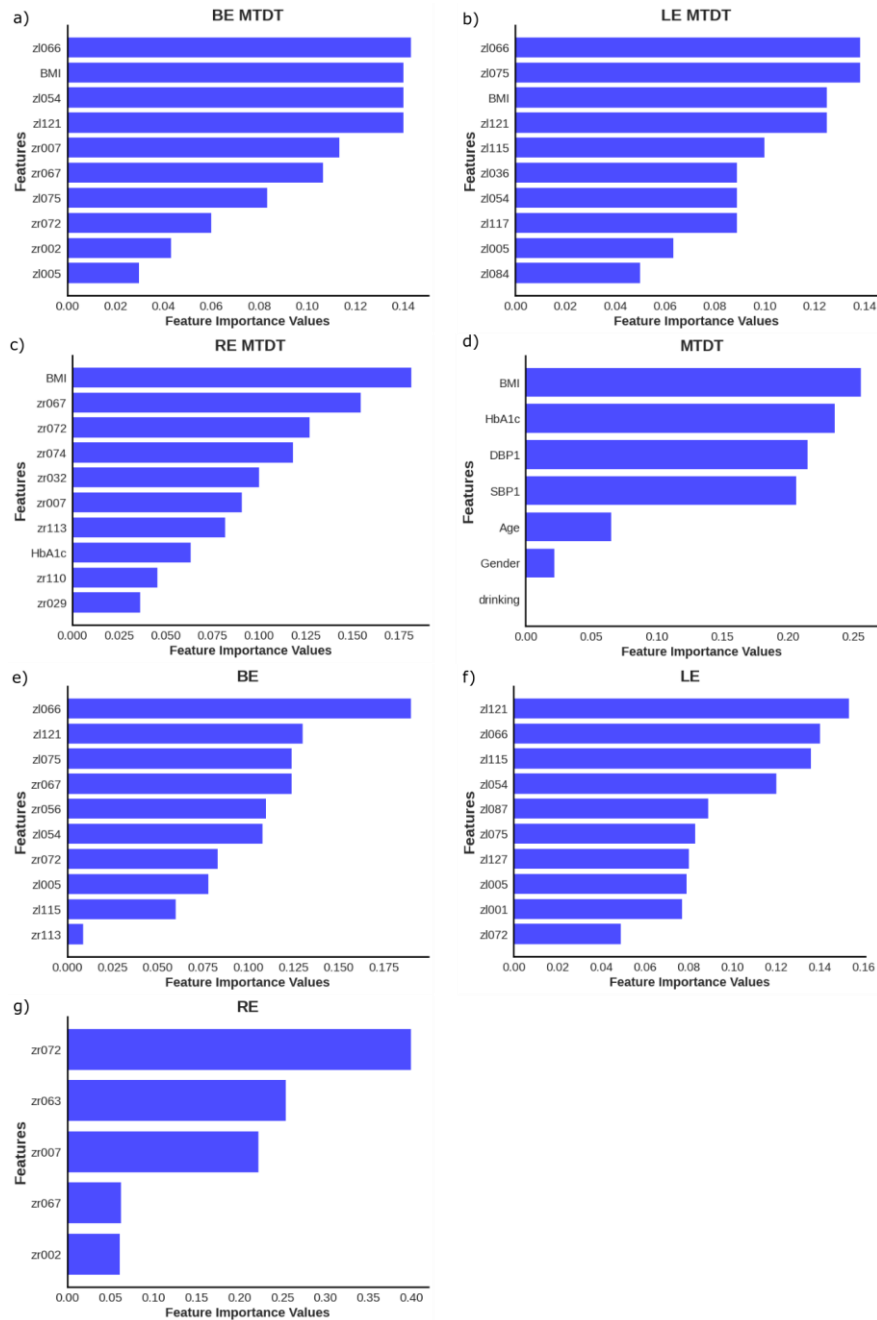 a)
BE MTDT
Features
zl066
BMI
zl054
zl121
zr007
zr067
zl075
zr072
zr002
zl005
0.00 0.02 0.04 0.06 0.08 0.10 0.12 0.14
Feature Importance Values
b)
LE MTDT
Features
zl066
zl075
BMI
zl121
zl115
zl036
zl054
zl117
zl005
zl084
0.00 0.02 0.04 0.06 0.08 0.10 0.12 0.14
Feature Importance Values
c)
RE MTDT
Features
BMI
zr067
zr072
zr074
zr032
zr007
zr113
HbA1c
zr110
zr029
0.000 0.025 0.050 0.075 0.100 0.125 0.150 0.175
Feature Importance Values
d)
MTDT
Features
BMI
HbA1c
DBP1
SBP1
Age
Gender
drinking
0.00 0.05 0.10 0.15 0.20 0.25
Feature Importance Values
e)
BE
Features
zl066
zl121
zl075
zr067
zr056
zl054
zr072
zl005
zl115
zr113
0.000 0.025 0.050 0.075 0.100 0.125 0.150 0.175
Feature Importance Values
f)
LE
Features
zl121
zl066
zl115
zl054
zl087
zl075
zl127
zl005
zl001
zl072
0.00 0.02 0.04 0.06 0.08 0.10 0.12 0.14 0.16
Feature Importance Values
g)
RE
Features
zr072
zr063
zr007
zr067
zr002
0.00 0.05 0.10 0.15 0.20 0.25 0.30 0.35 0.40
Feature Importance Values